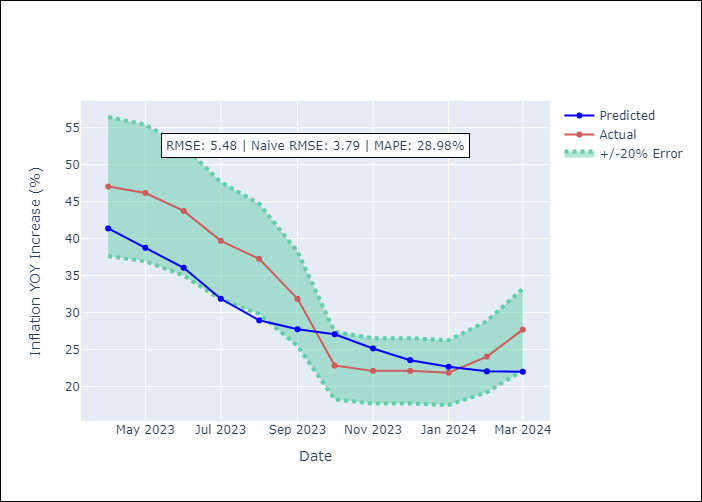 Predicted
Actual
+/-20% Error
RMSE: 5.48 | Naive RMSE: 3.79 | MAPE: 28.98%
Inflation YOY Increase (%)
55
50
45
40
35
30
25
20
May 2023
Jul 2023
Sep 2023
Nov 2023
Jan 2024
Mar 2024
Date